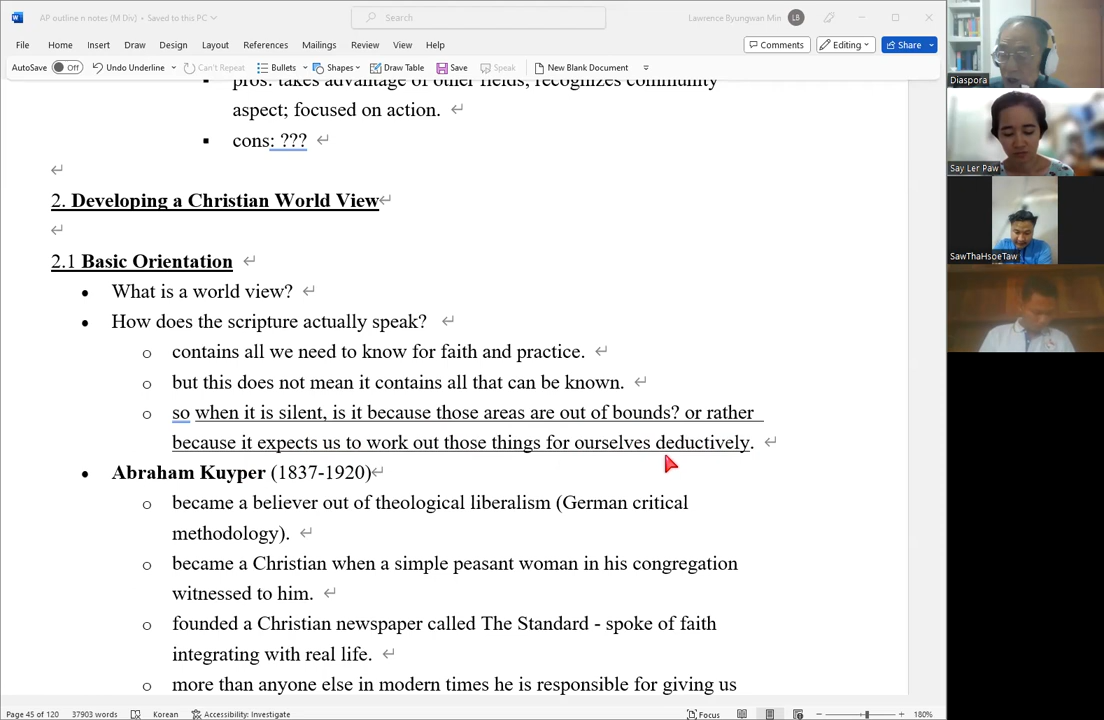 AP outline n notes (M Div) • Saved to this PC
Search
Lawrence Byungwan Min LB
File Home Insert Draw Design Layout References Mailings Review View Help Comments Editing Share
AutoSave Off Undo Underline Can't Repeat Bullets Shapes Draw Table Save Speak New Blank Document
pros: takes advantage of other fields; recognizes community
aspect; focused on action.
cons: ???
2. Developing a Christian World View
2.1 Basic Orientation
What is a world view?
How does the scripture actually speak?
contains all we need to know for faith and practice.
but this does not mean it contains all that can be known.
so when it is silent, is it because those areas are out of bounds? or rather
because it expects us to work out those things for ourselves deductively.
Abraham Kuyper (1837-1920)
became a believer out of theological liberalism (German critical
methodology).
became a Christian when a simple peasant woman in his congregation
witnessed to him.
founded a Christian newspaper called The Standard - spoke of faith
integrating with real life.
more than anyone else in modern times he is responsible for giving us
Page 45 of 120 37903 words Korean Accessibility: Investigate Focus 180%
Diaspora
Say Ler Paw
SawThaHsoeTaw